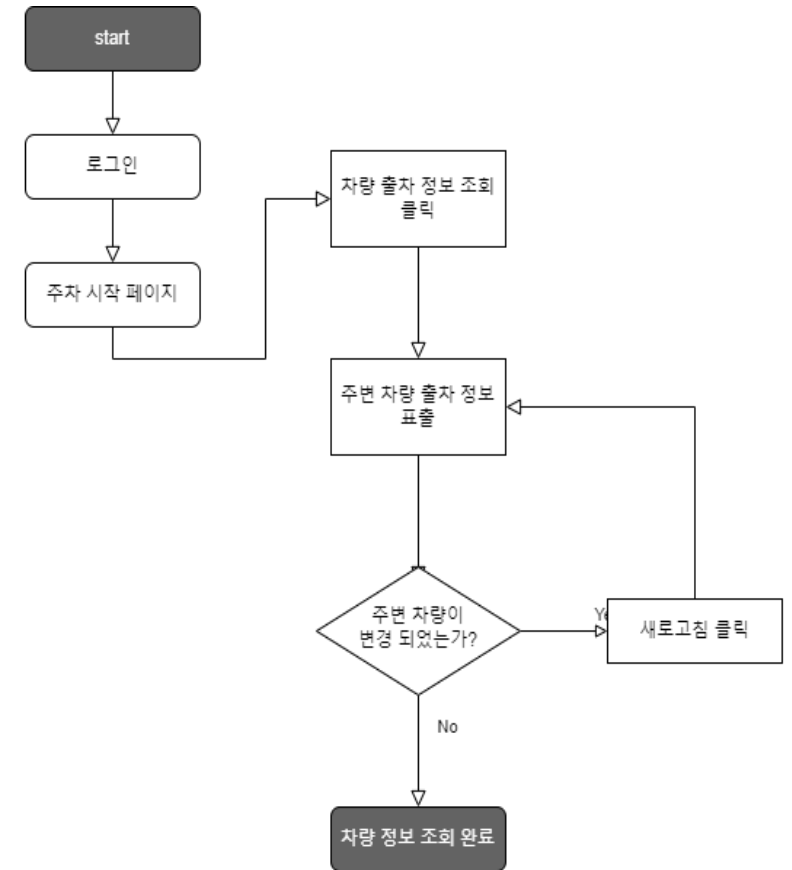 start
로그인
주차 시작 페이지
차량 출차 정보 조회
클릭
주변 차량 출차 정보
표출
주변 차량이
변경 되었는가?
새로고침 클릭
No
차량 정보 조회 완료